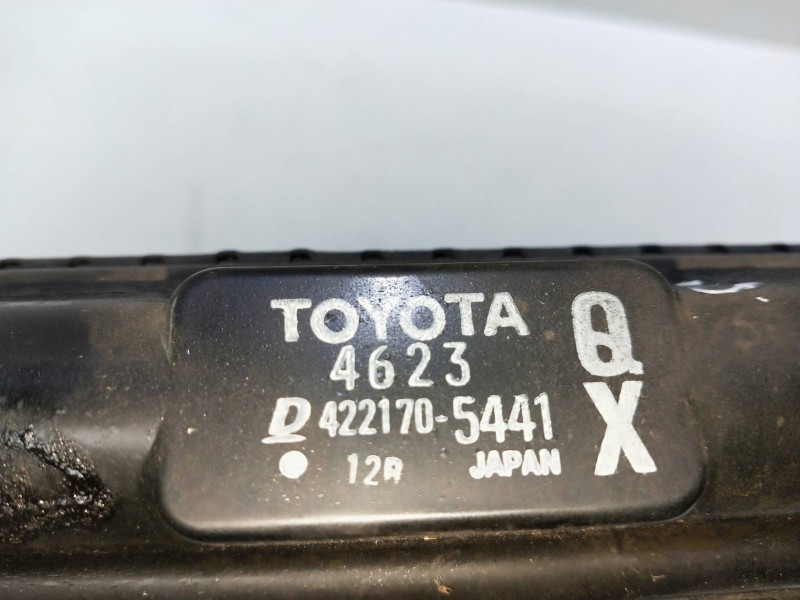 TOYOTA
4623
D 422170-5441
12R JAPAN
Q
X